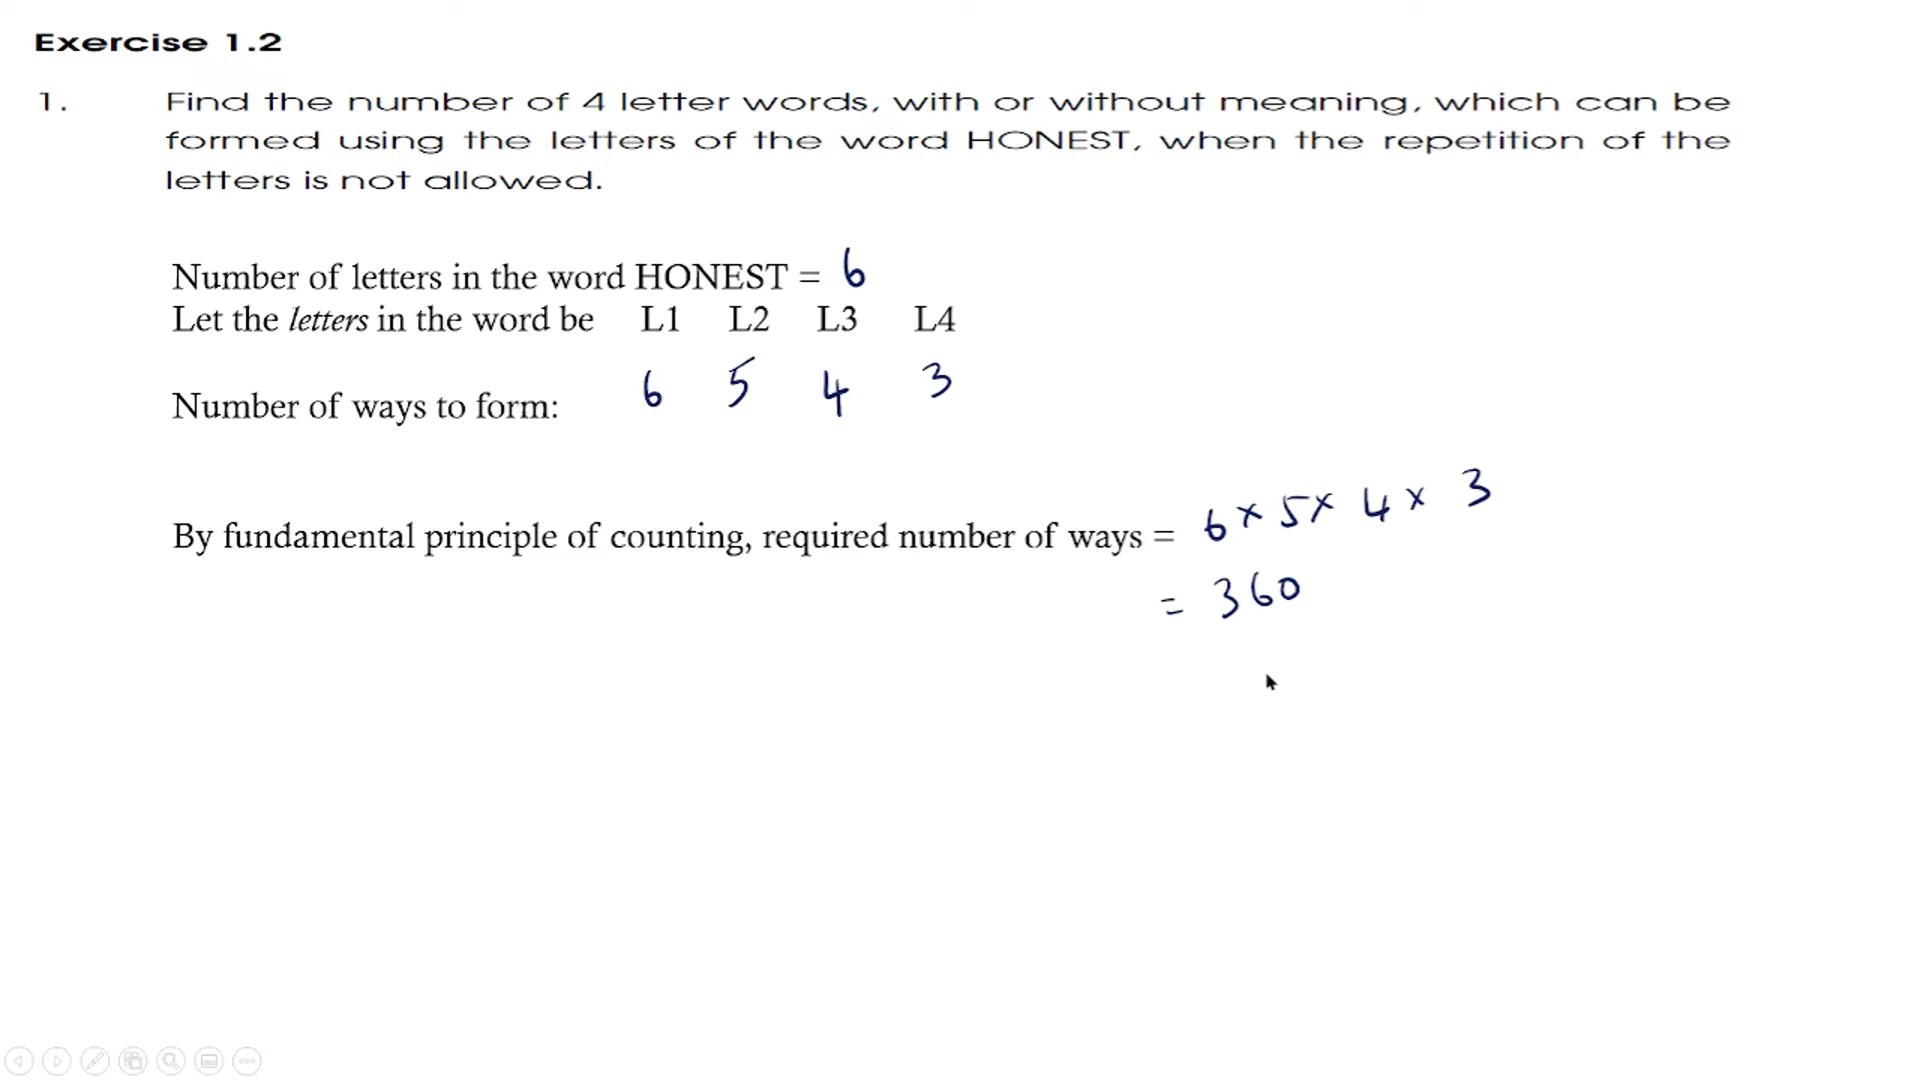 Exercise 1.2
1. Find the number of 4 letter words, with or without meaning, which can be
formed using the letters of the word HONEST, when the repetition of the
letters is not allowed.
Number of letters in the word HONEST = 6
Let the letters in the word be L1 L2 L3 L4
Number of ways to form: 6 5 4 3
By fundamental principle of counting, required number of ways = 6 × 5 × 4 × 3
= 360